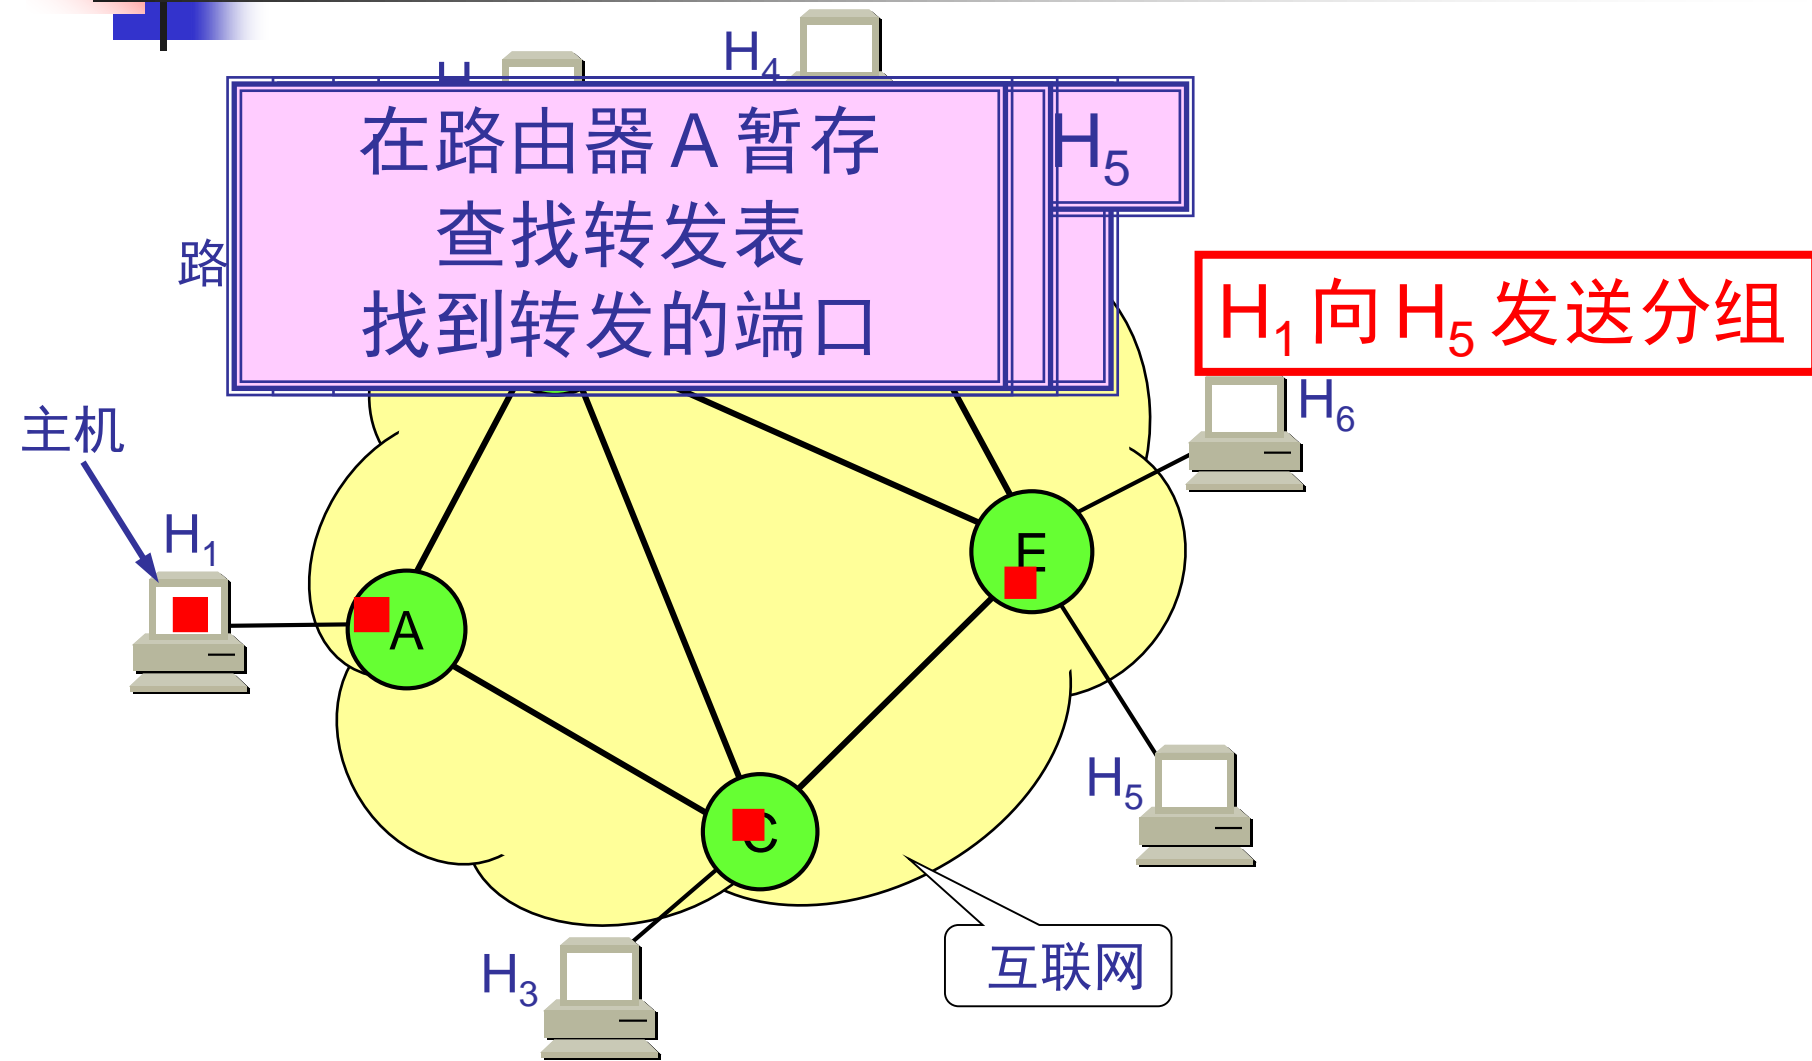 H₄
H
在路由器 A 暂存
H₅
查找转发表
路
找到转发的端口
H₁ 向 H₅ 发送分组
H₆
主机
H₁
E
A
H₅
C
互联网
H₃